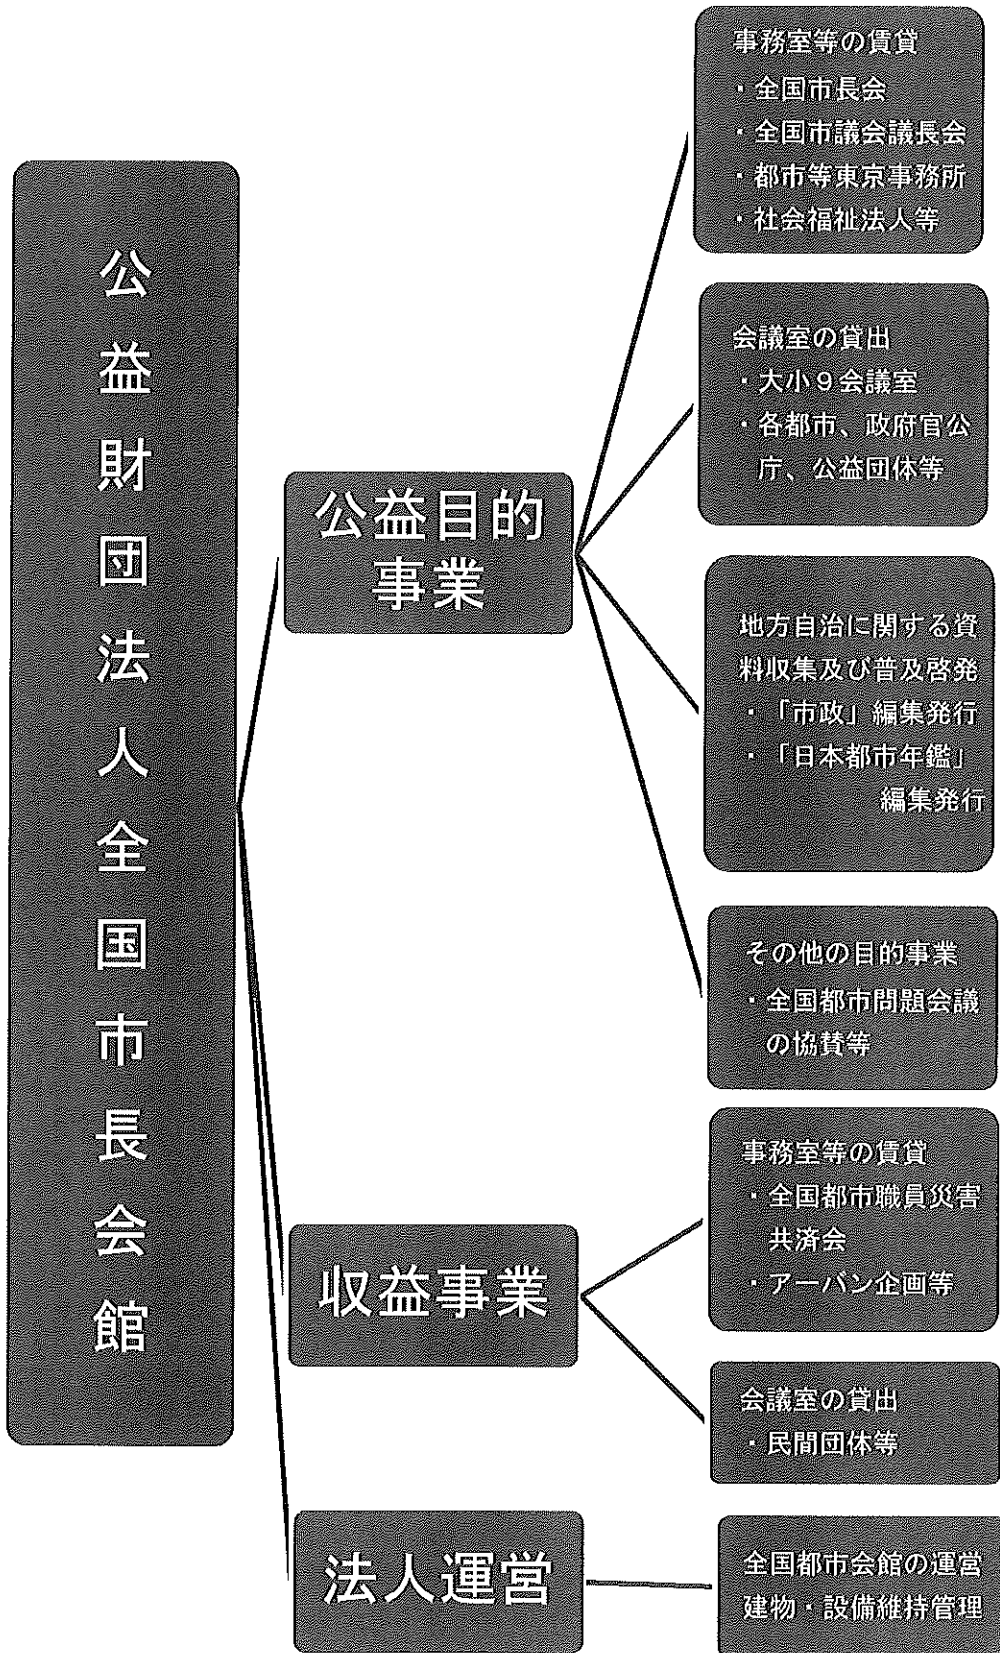 公益財団法人全国市長会館
公益目的
事業
事務室等の賃貸
・全国市長会
・全国市議会議長会
・都市等東京事務所
・社会福祉法人等
会議室の貸出
・大小９会議室
・各都市、政府官公
庁、公益団体等
地方自治に関する資
料収集及び普及啓発
・「市政」編集発行
・「日本都市年鑑」
編集発行
その他の目的事業
・全国都市問題会議
の協賛等
収益事業
事務室等の賃貸
・全国都市職員災害
共済会
・アーバン企画等
会議室の貸出
・民間団体等
法人運営
全国都市会館の運営
建物・設備維持管理